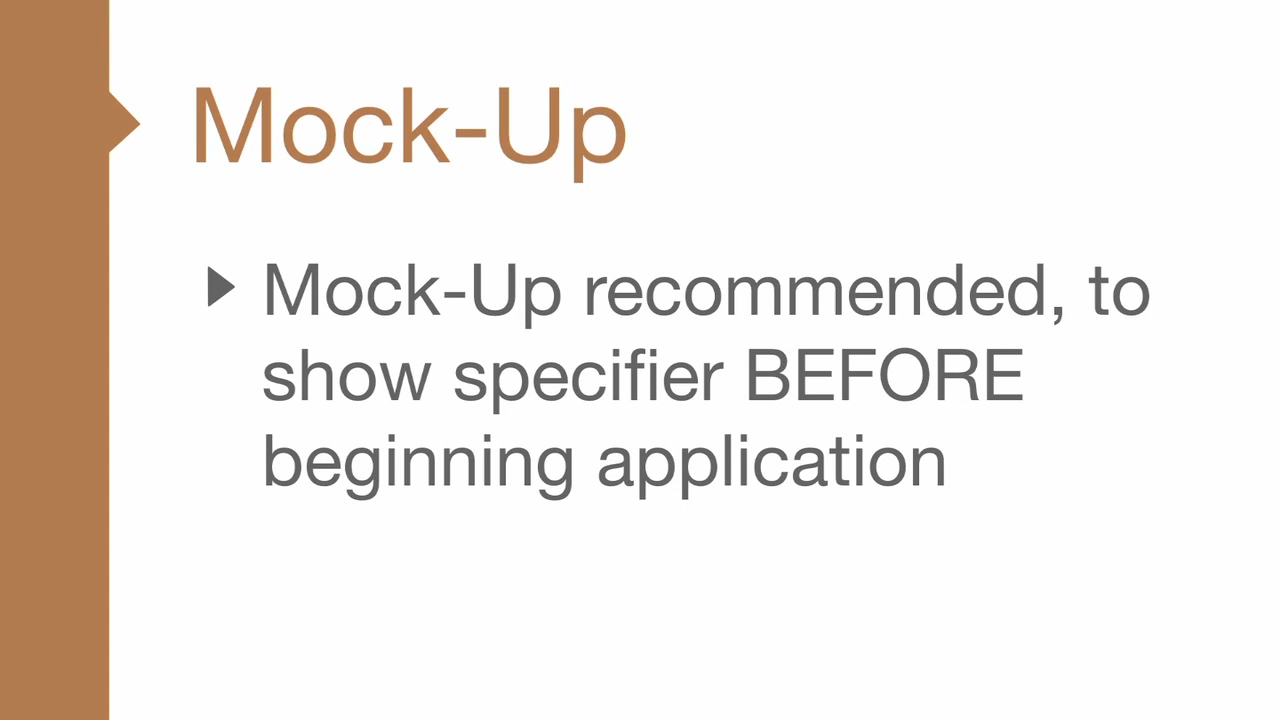 Mock-Up
Mock-Up recommended, to
show specifier BEFORE
beginning application